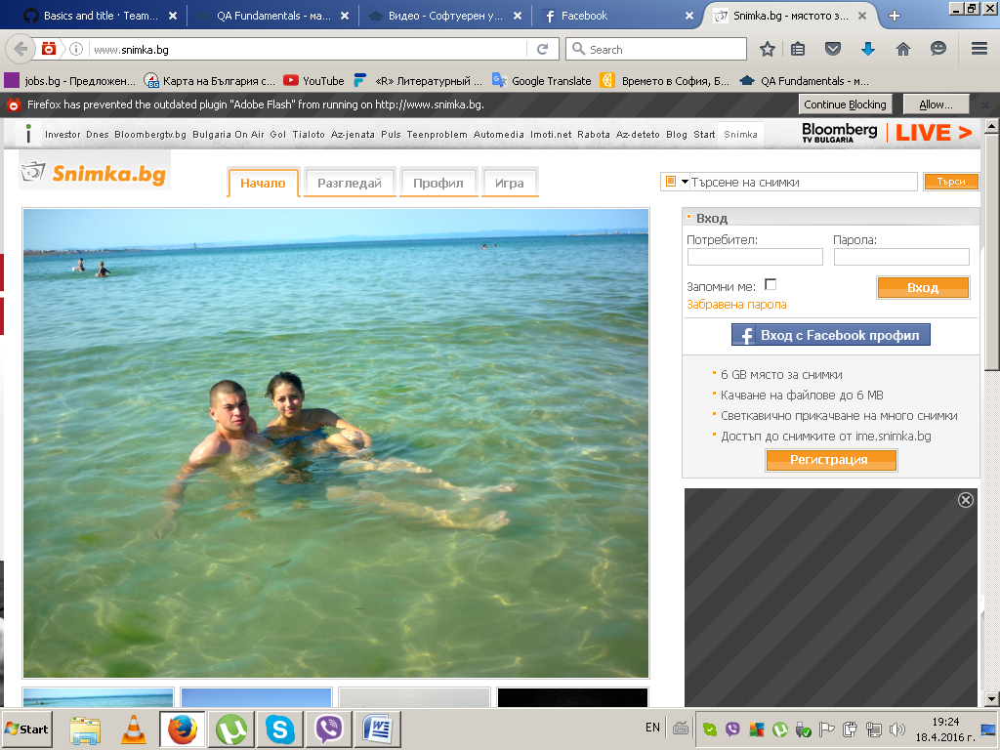 Basics and title · Team...
QA Fundamentals - ма...
Видео - Софтуерен у...
Facebook
Snimka.bg - мястото з...
www.snimka.bg
Search
jobs.bg - Предложен...
Карта на България с...
YouTube
«R» Литературный ...
Google Translate
Времето в София, Б...
QA Fundamentals - м...
Firefox has prevented the outdated plugin "Adobe Flash" from running on http://www.snimka.bg.
Continue Blocking
Allow...
i
Investor Dnes Bloombergtv.bg Bulgaria On Air Gol Tialoto Az-jenata Puls Teenproblem Automedia Imoti.net Rabota Az-deteto Blog Start Snimka
Bloomberg
TV BULGARIA
LIVE >
Snimka.bg
Начало
Разгледай
Профил
Игра
Търсене на снимки
Търси
Вход
Потребител:
Парола:
Запомни ме:
Вход
Забравена парола
Вход с Facebook профил
6 GB място за снимки
Качване на файлове до 6 MB
Светкавично прикачване на много снимки
Достъп до снимките от ime.snimka.bg
Регистрация
Start
EN
19:24
18.4.2016 г.